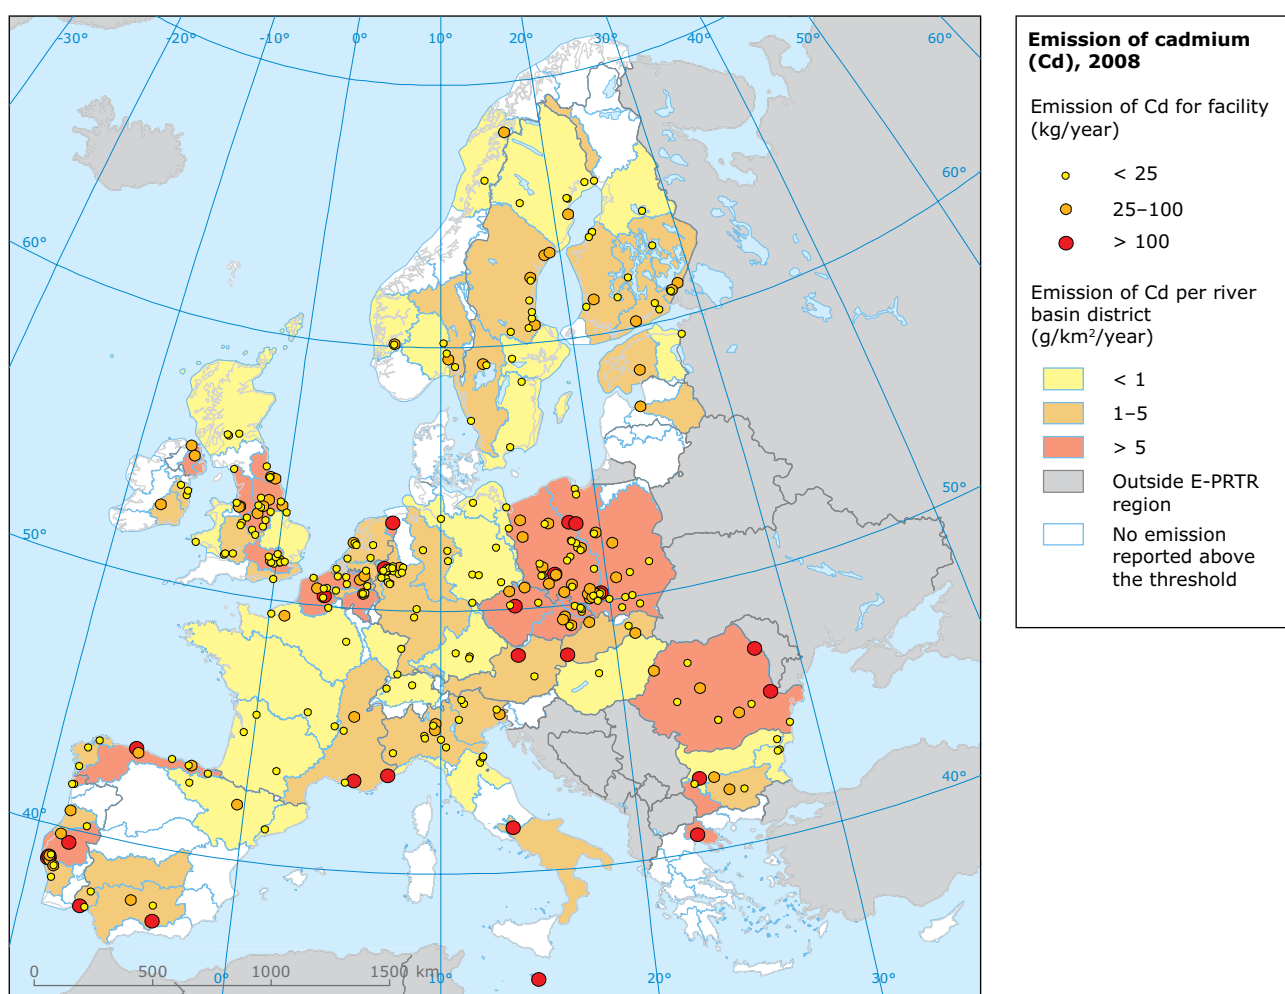 -30°
-20°
-10°
0°
10°
20°
30°
40°
50°
60°
60°
60°
50°
50°
40°
40°
0
500
1000
1500 km
0°
10°
20°
30°
Emission of cadmium
(Cd), 2008
Emission of Cd for facility
(kg/year)
< 25
25–100
> 100
Emission of Cd per river
basin district
(g/km²/year)
< 1
1–5
> 5
Outside E-PRTR
region
No emission
reported above
the threshold